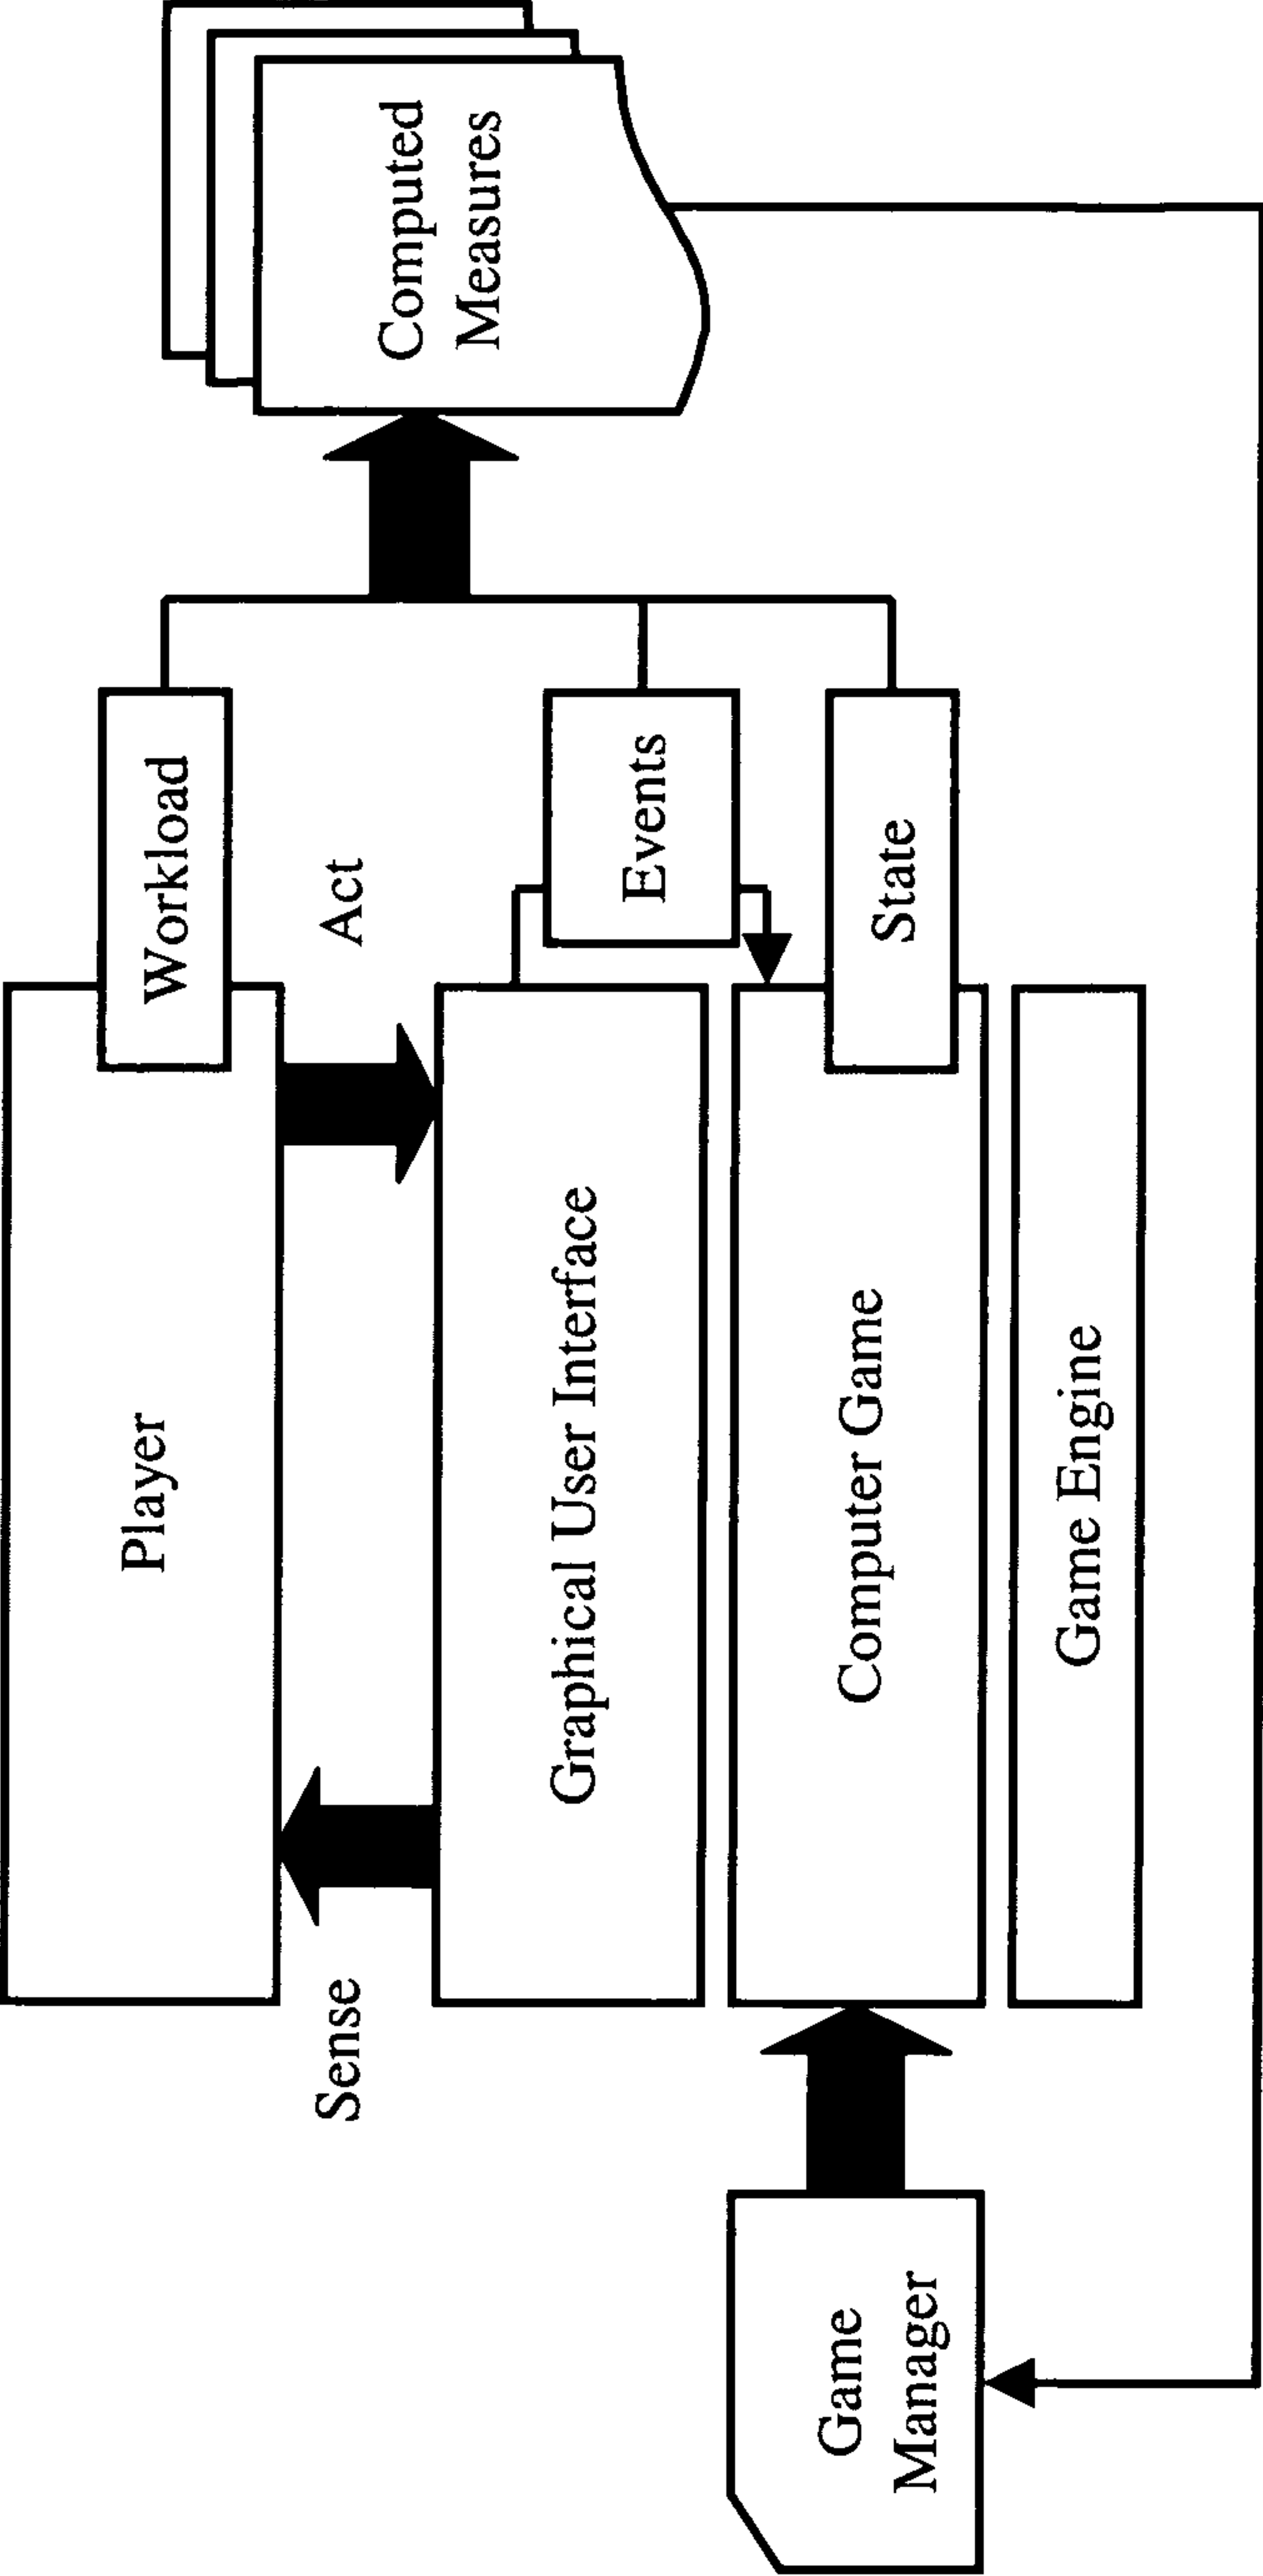 Player
Workload
Sense
Act
Computed
Measures
Graphical User Interface
Events
Game
Manager
Computer Game
State
Game Engine